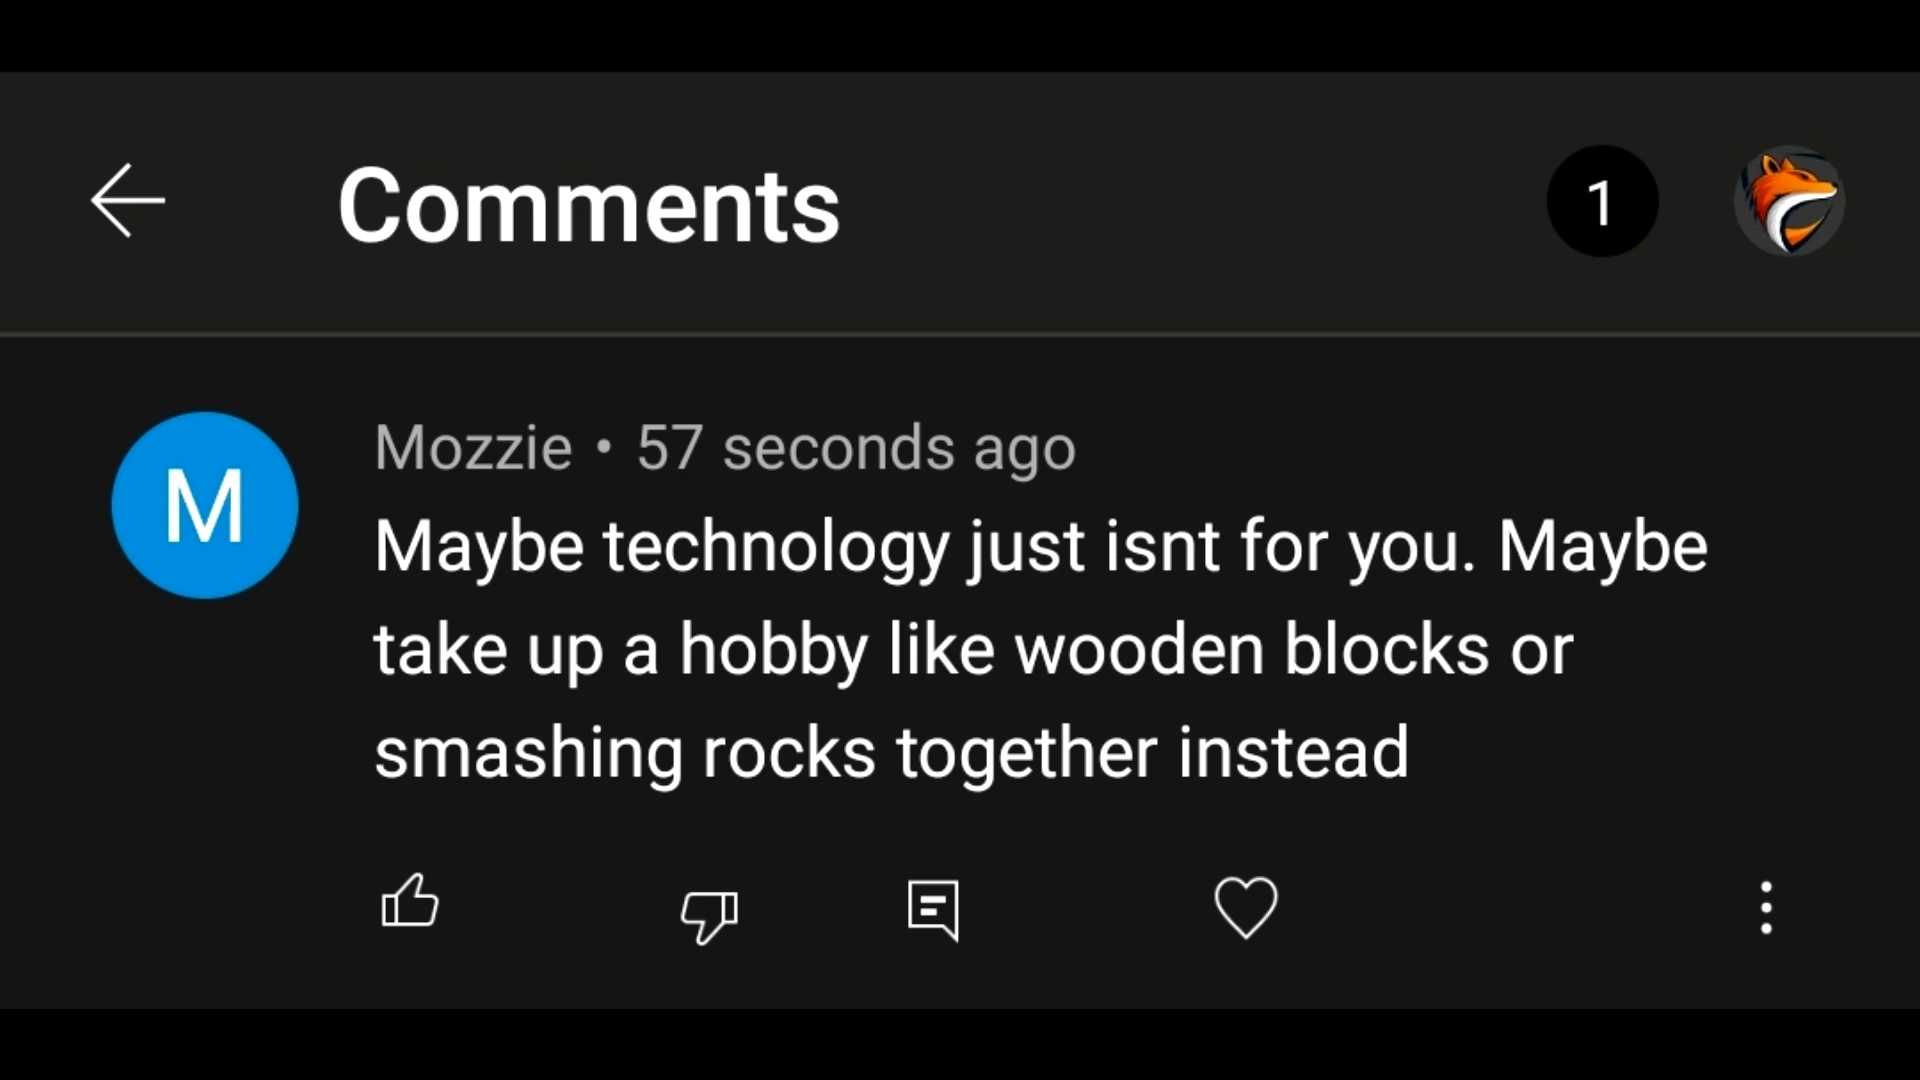 Comments
1
M
Mozzie • 57 seconds ago
Maybe technology just isnt for you. Maybe
take up a hobby like wooden blocks or
smashing rocks together instead